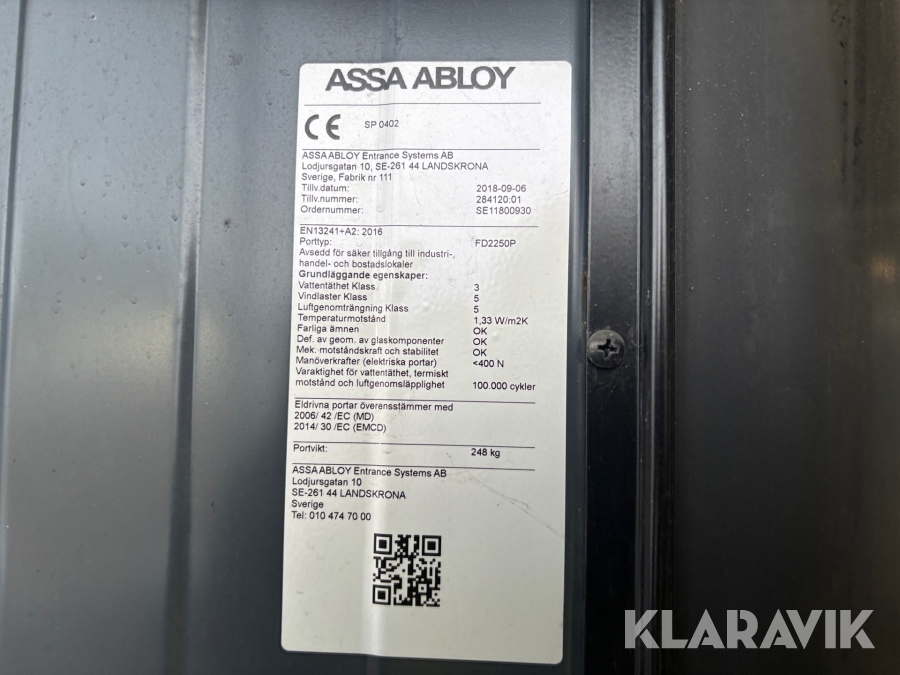 ASSA ABLOY
CE SP 0402
ASSA ABLOY Entrance Systems AB
Lodjursgatan 10, SE-261 44 LANDSKRONA
Sverige, Fabrik nr 111
Tillv.datum: 2018-09-06
Tillv.nummer: 284120:01
Ordernummer: SE11800930
EN13241+A2: 2016
Porttyp: FD2250P
Avsedd för säker tillgång till industri-,
handel- och bostadslokaler
Grundläggande egenskaper:
Vattentäthet Klass 3
Vindlaster Klass 5
Luftgenomträngning Klass 5
Temperaturmotstånd 1,33 W/m2K
Farliga ämnen OK
Def. av geom. av glaskomponenter OK
Mek. motståndskraft och stabilitet OK
Manöverkrafter (elektriska portar) <400 N
Varaktighet för vattentäthet, termiskt
motstånd och luftgenomsläpplighet 100.000 cykler
Eldrivna portar överensstämmer med
2006/ 42 /EC (MD)
2014/ 30 /EC (EMCD)
Portvikt: 248 kg
ASSA ABLOY Entrance Systems AB
Lodjursgatan 10
SE-261 44 LANDSKRONA
Sverige
Tel: 010 474 70 00
KLARAVIK